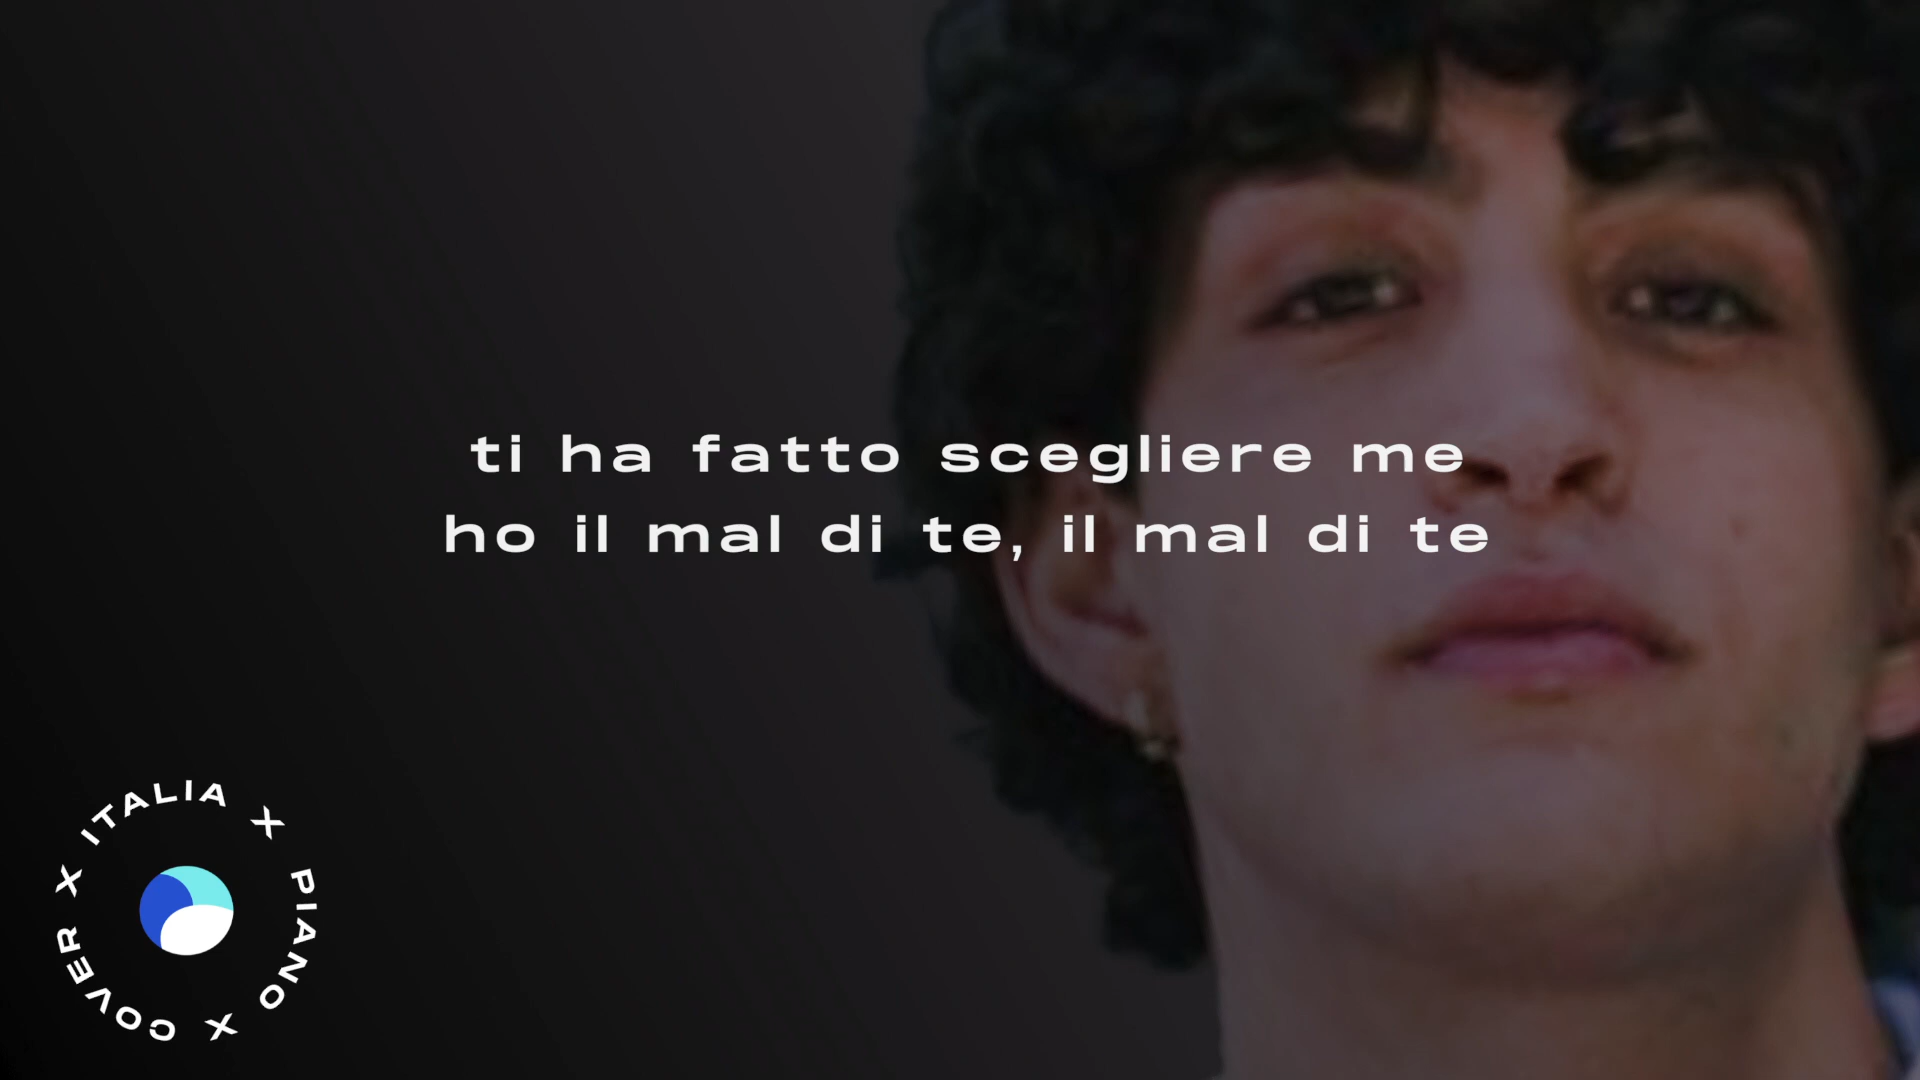 ti ha fatto scegliere me
ho il mal di te, il mal di te
ITALIA X PIANO X COVER X